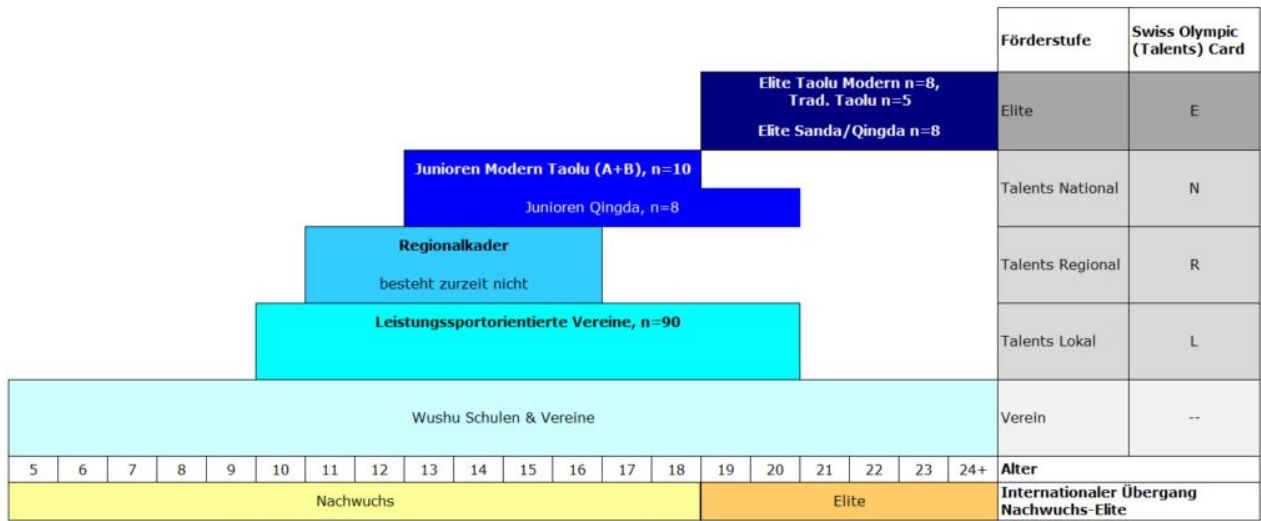 Förderstufe
Swiss Olympic
(Talents) Card
Elite Taolu Modern n=8,
Trad. Taolu n=5
Elite Sanda/Qingda n=8
Elite
E
Junioren Modern Taolu (A+B), n=10
Junioren Qingda, n=8
Talents National
N
Regionalkader
besteht zurzeit nicht
Talents Regional
R
Leistungssportorientierte Vereine, n=90
Talents Lokal
L
Wushu Schulen & Vereine
Verein
--
5 6 7 8 9 10 11 12 13 14 15 16 17 18 19 20 21 22 23 24+ Alter
Nachwuchs
Elite
Internationaler Übergang
Nachwuchs-Elite